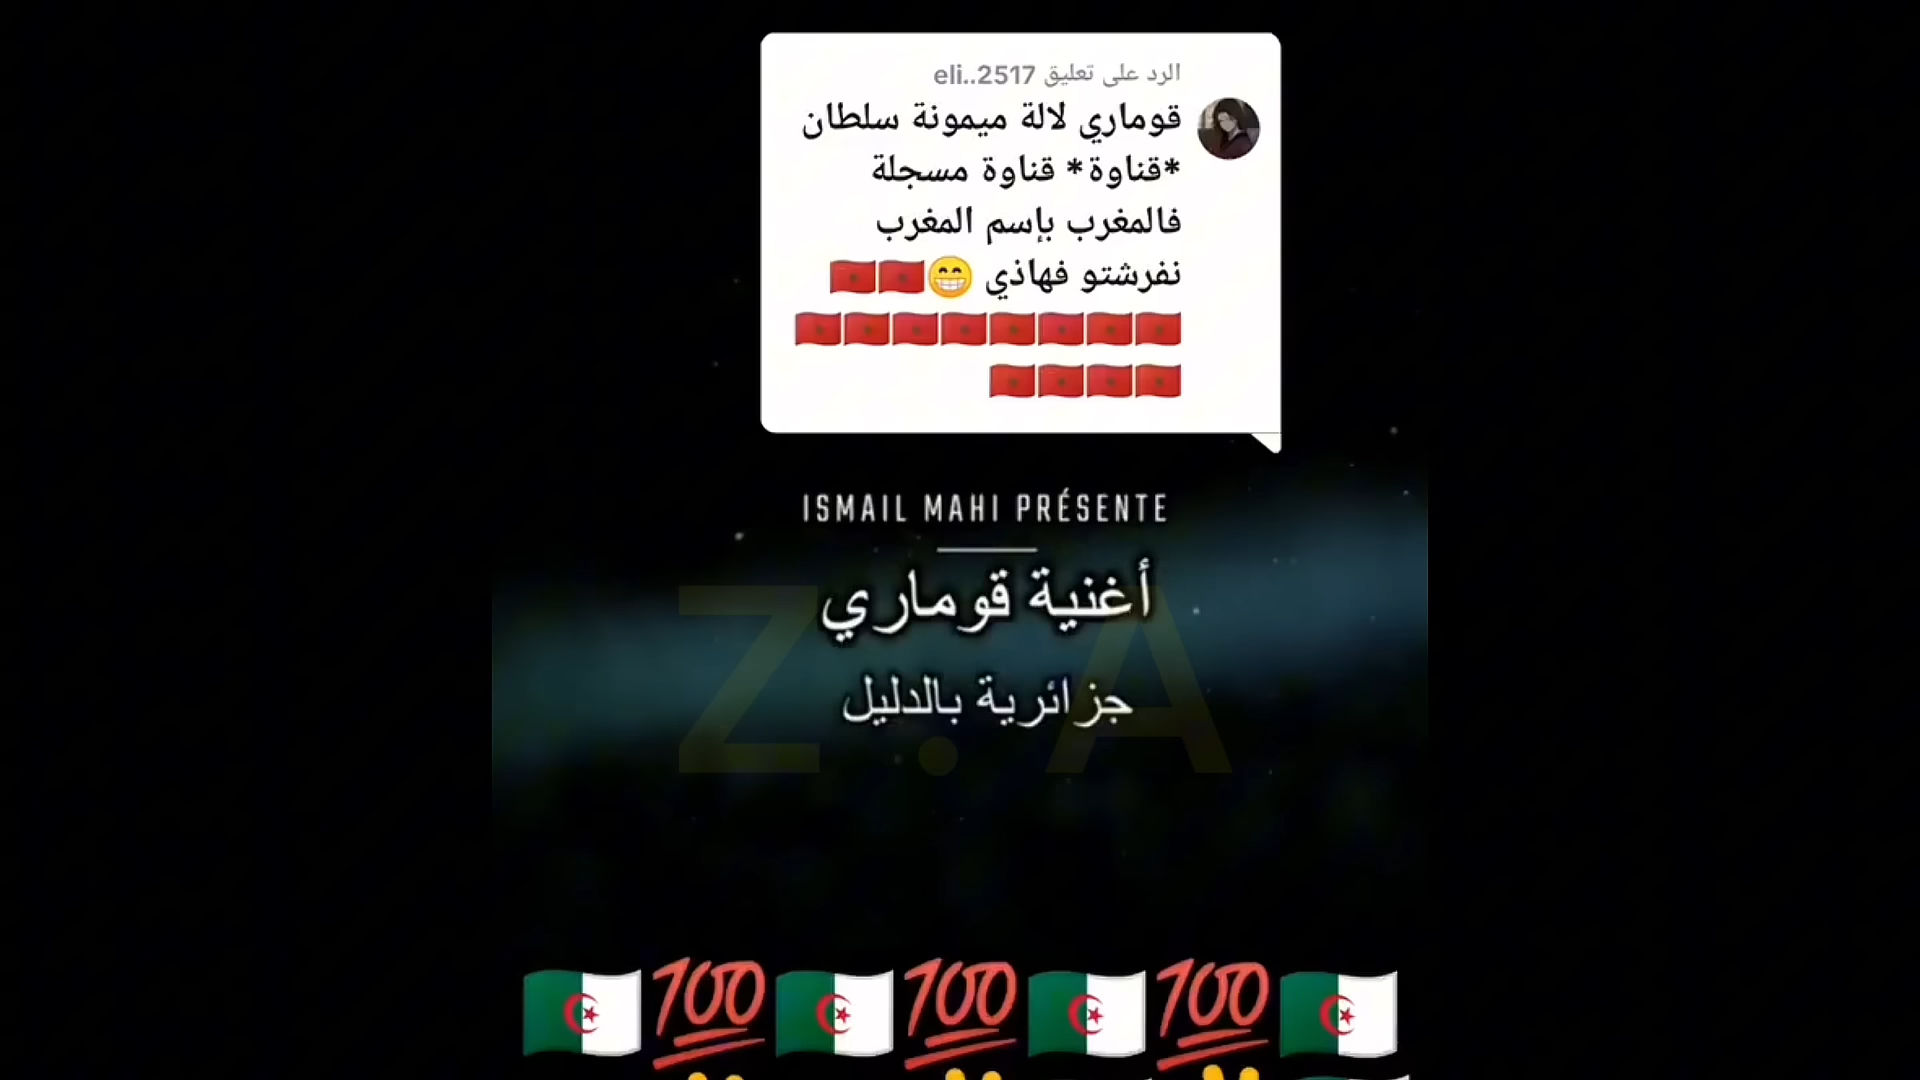 الرد على تعليق eli..2517
قوماري لالة ميمونة سلطان
*قناوة* قناوة مسجلة
فالمغرب بإسم المغرب
نفرشتو فهاذي 😁🇲🇦🇲🇦
🇲🇦🇲🇦🇲🇦🇲🇦🇲🇦🇲🇦🇲🇦🇲🇦
🇲🇦🇲🇦🇲🇦🇲🇦
ISMAIL MAHI PRÉSENTE
أغنية قوماري
جزائرية بالدليل
Z.A
🇩🇿💯🇩🇿💯🇩🇿💯🇩🇿